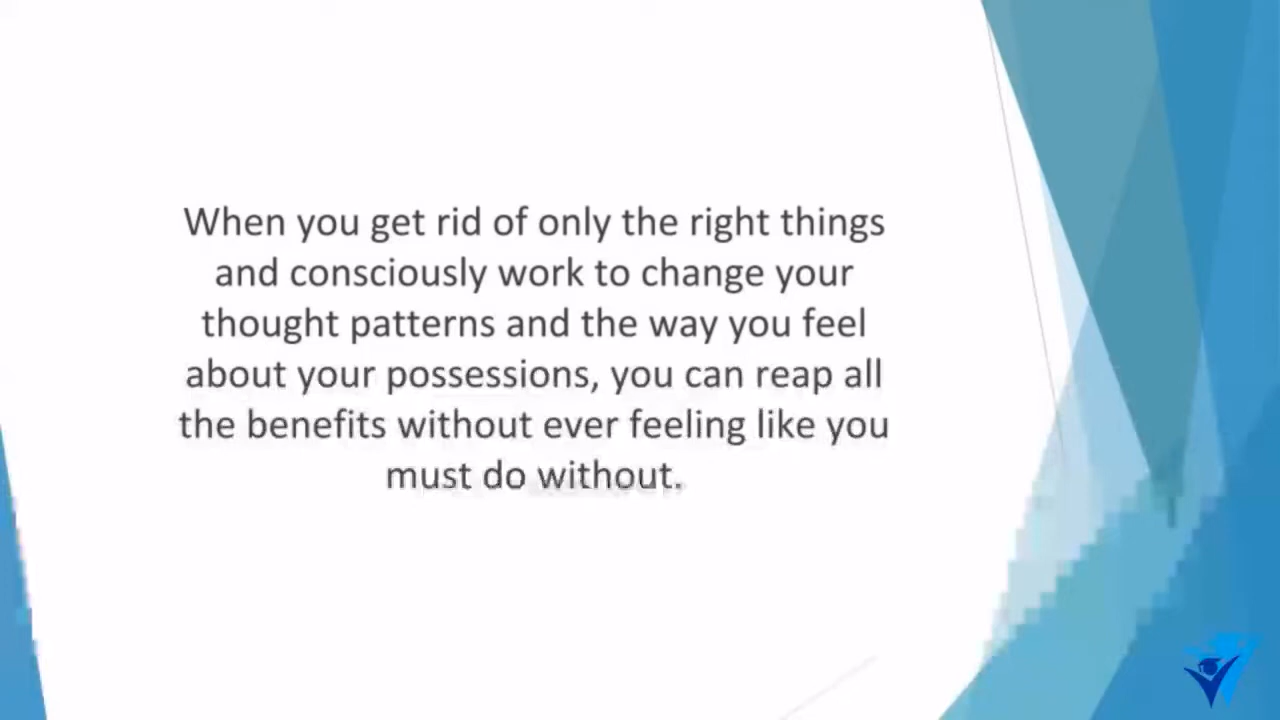 When you get rid of only the right things
and consciously work to change your
thought patterns and the way you feel
about your possessions, you can reap all
the benefits without ever feeling like you
must do without.